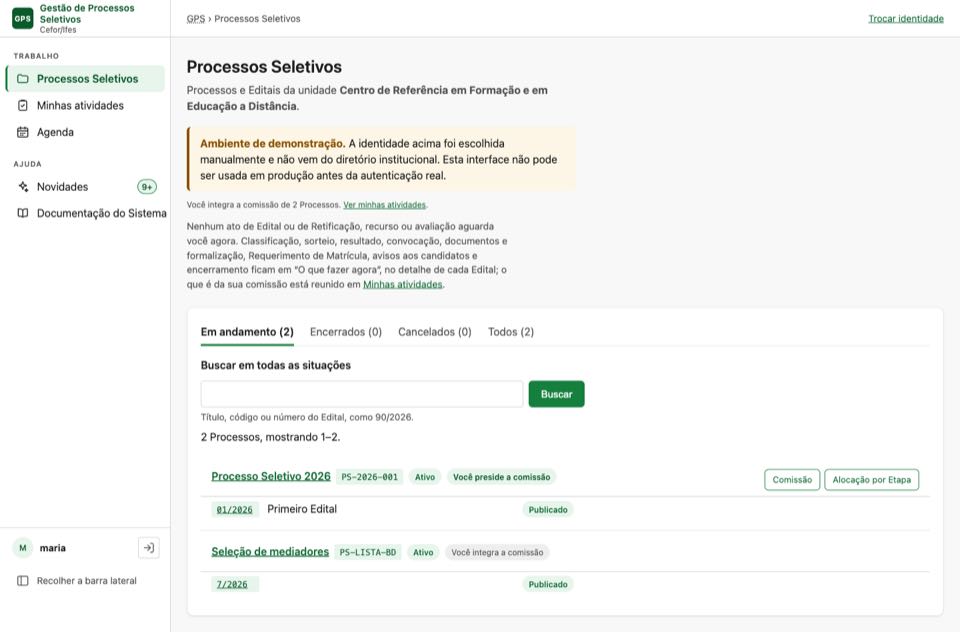 GPS
Gestão de Processos
Seletivos
Cefor/Ifes
GPS › Processos Seletivos
Trocar identidade
TRABALHO
Processos Seletivos
Minhas atividades
Agenda
AJUDA
Novidades
9+
Documentação do Sistema
M
maria
Recolher a barra lateral
Processos Seletivos
Processos e Editais da unidade Centro de Referência em Formação e em
Educação a Distância.
Ambiente de demonstração. A identidade acima foi escolhida
manualmente e não vem do diretório institucional. Esta interface não pode
ser usada em produção antes da autenticação real.
Você integra a comissão de 2 Processos. Ver minhas atividades.
Nenhum ato de Edital ou de Retificação, recurso ou avaliação aguarda
você agora. Classificação, sorteio, resultado, convocação, documentos e
formalização, Requerimento de Matrícula, avisos aos candidatos e
encerramento ficam em "O que fazer agora", no detalhe de cada Edital; o
que é da sua comissão está reunido em Minhas atividades.
Em andamento (2) Encerrados (0) Cancelados (0) Todos (2)
Buscar em todas as situações
Buscar
Título, código ou número do Edital, como 90/2026.
2 Processos, mostrando 1–2.
Processo Seletivo 2026 PS-2026-001 Ativo Você preside a comissão Comissão Alocação por Etapa
01/2026 Primeiro Edital Publicado
Seleção de mediadores PS-LISTA-BD Ativo Você integra a comissão
7/2026 Publicado